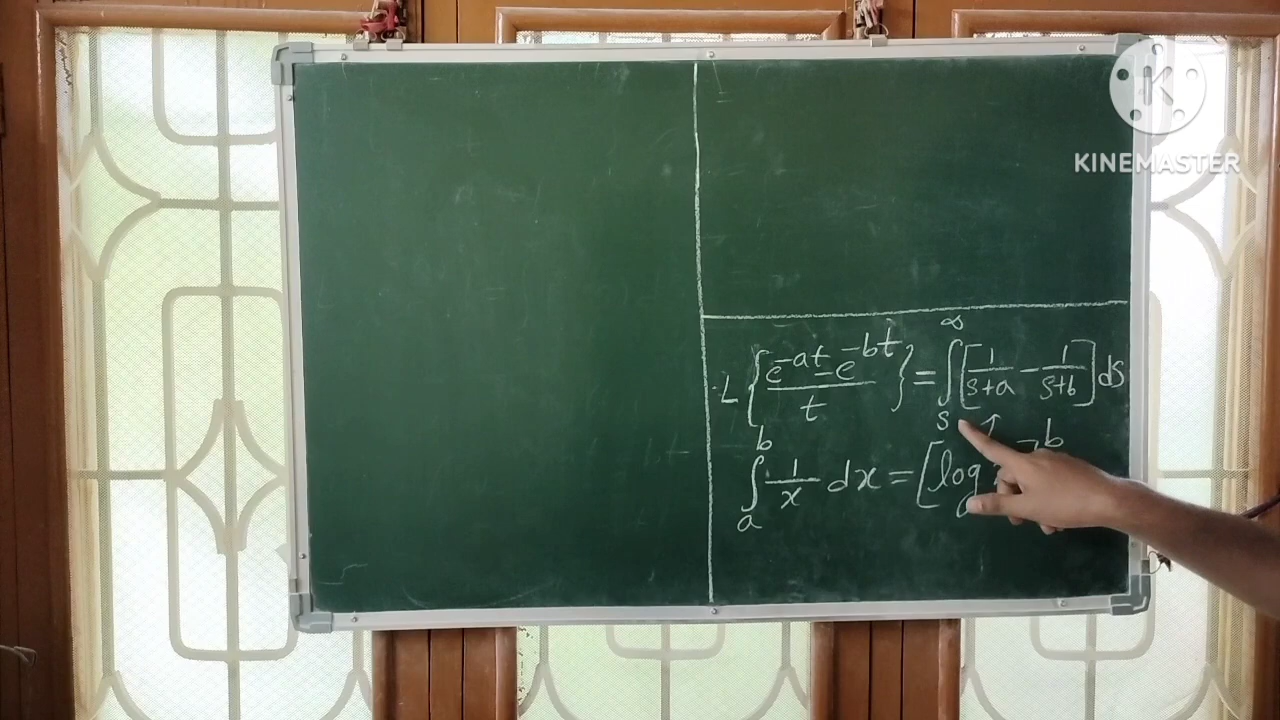 KINEMASTER
L{e^-at - e^-bt / t} = ∫_s^∞ [1/s+a - 1/s+b] ds
∫_a^b 1/x dx = [log ]^b